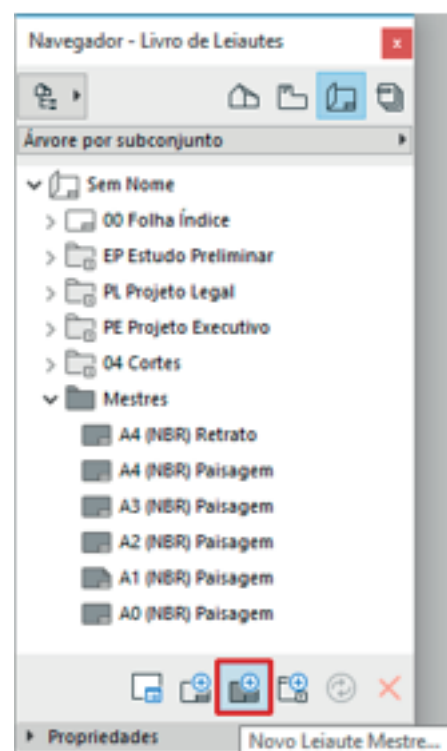 Navegador - Livro de Leiautes
Árvore por subconjunto
Sem Nome
00 Folha Índice
EP Estudo Preliminar
PL Projeto Legal
PE Projeto Executivo
04 Cortes
Mestres
A4 (NBR) Retrato
A4 (NBR) Paisagem
A3 (NBR) Paisagem
A2 (NBR) Paisagem
A1 (NBR) Paisagem
A0 (NBR) Paisagem
Propriedades
Novo Leiaute Mestre...